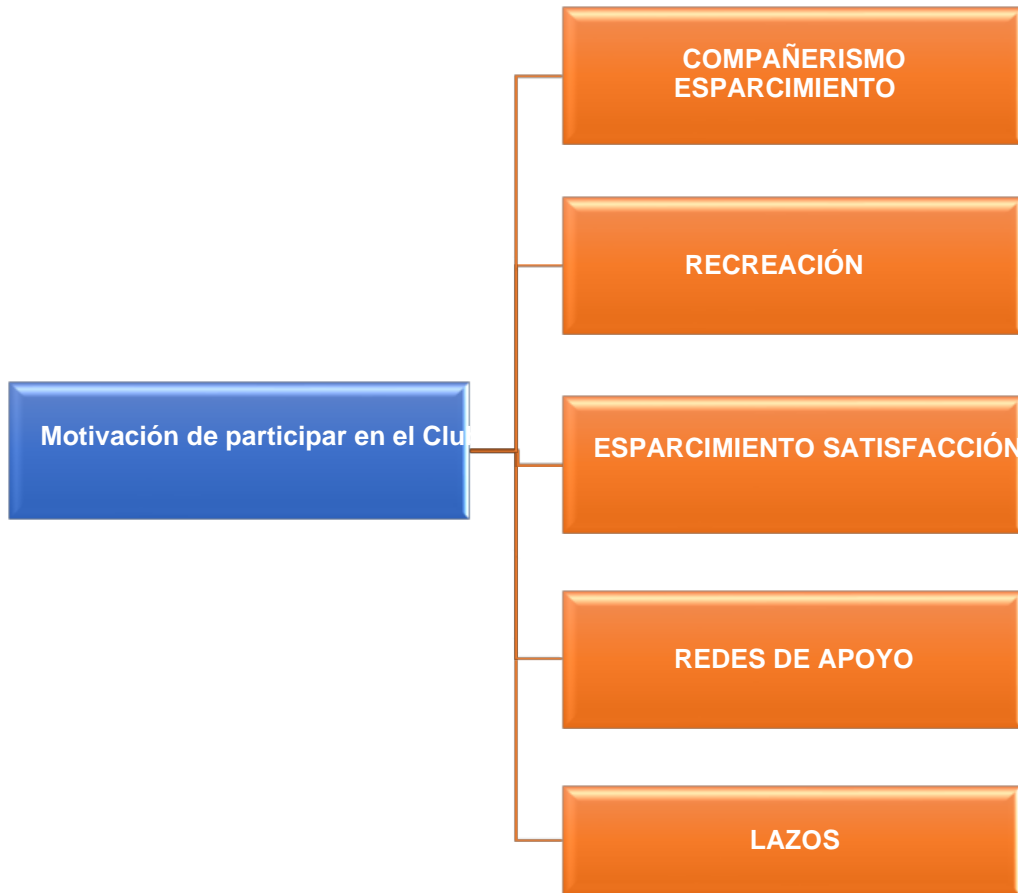 COMPAÑERISMO
ESPARCIMIENTO
RECREACIÓN
Motivación de participar en el Clu
ESPARCIMIENTO SATISFACCIÓN
REDES DE APOYO
LAZOS